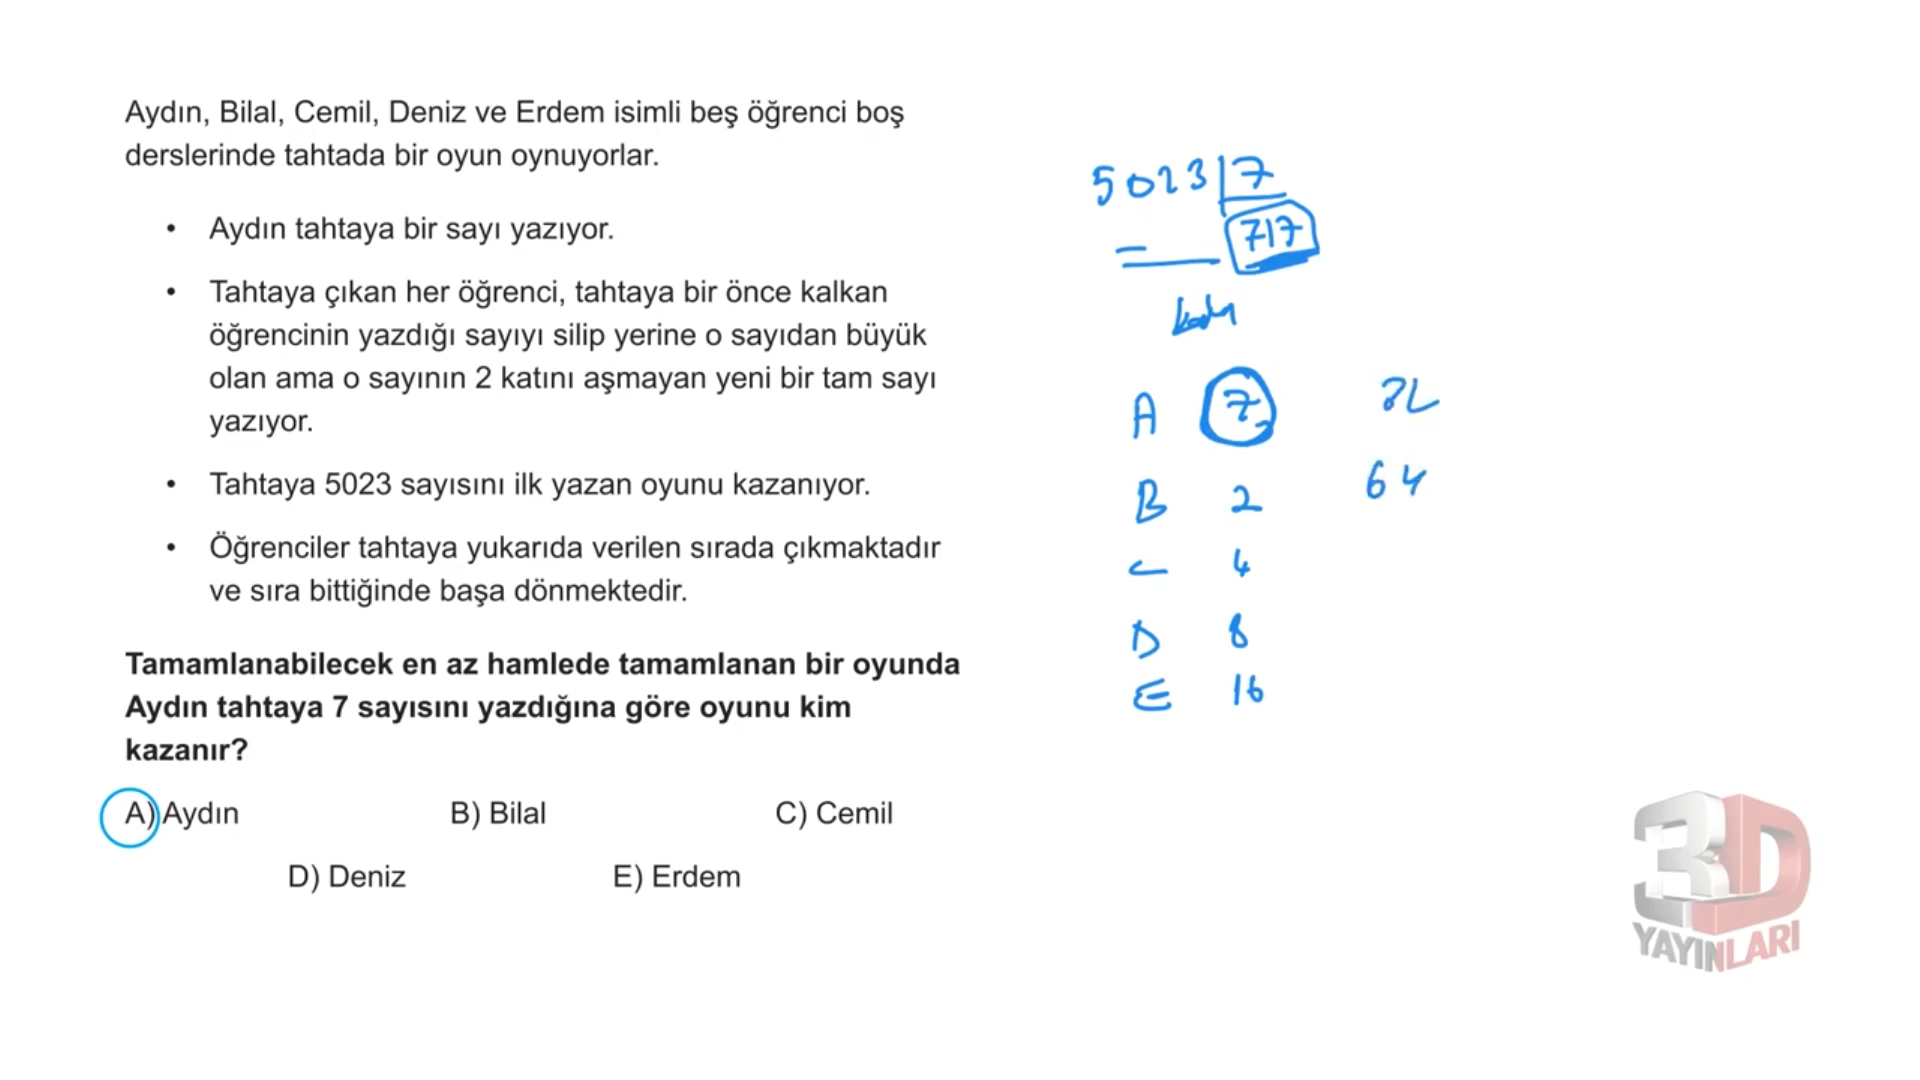 Aydın, Bilal, Cemil, Deniz ve Erdem isimli beş öğrenci boş
derslerinde tahtada bir oyun oynuyorlar.
• Aydın tahtaya bir sayı yazıyor.
• Tahtaya çıkan her öğrenci, tahtaya bir önce kalkan
öğrencinin yazdığı sayıyı silip yerine o sayıdan büyük
olan ama o sayının 2 katını aşmayan yeni bir tam sayı
yazıyor.
• Tahtaya 5023 sayısını ilk yazan oyunu kazanıyor.
• Öğrenciler tahtaya yukarıda verilen sırada çıkmaktadır
ve sıra bittiğinde başa dönmektedir.
Tamamlanabilecek en az hamlede tamamlanan bir oyunda
Aydın tahtaya 7 sayısını yazdığına göre oyunu kim
kazanır?
A) Aydın B) Bilal C) Cemil
D) Deniz E) Erdem
5023 7
717
A 7 32
B 2 64
C 4
D 8
E 16
3D
YAYINLARI